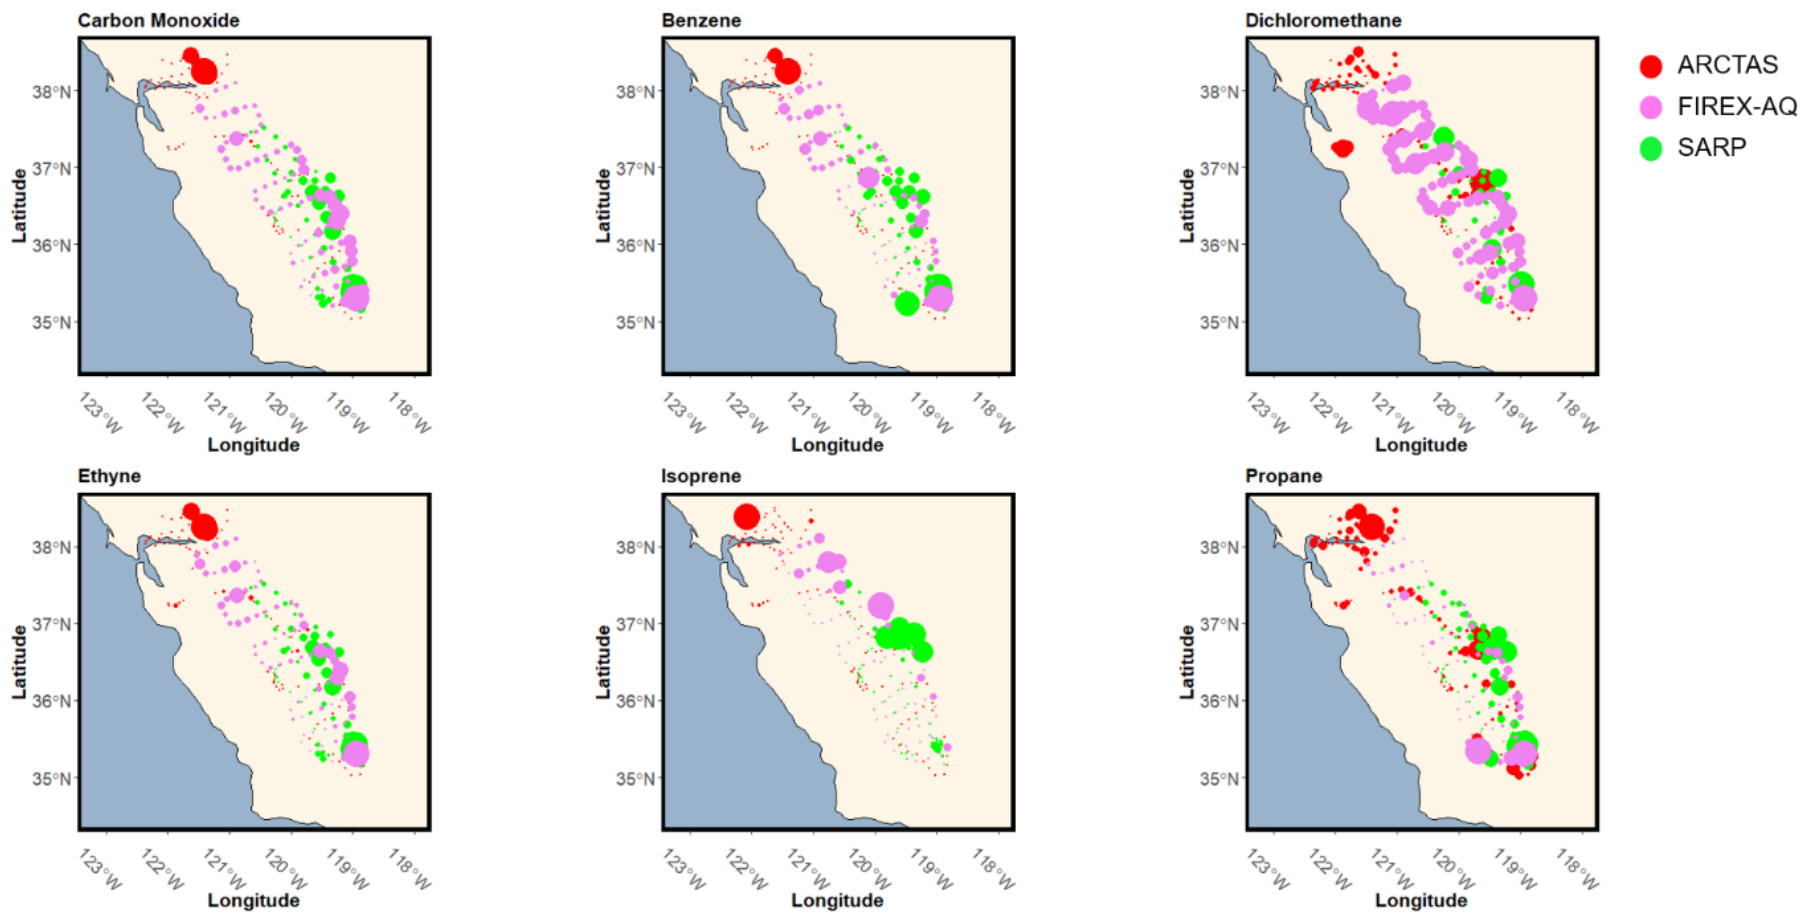 Carbon Monoxide
Latitude
38°N
37°N
36°N
35°N
123°W
122°W
121°W
120°W
119°W
118°W
Longitude
Benzene
Latitude
38°N
37°N
36°N
35°N
123°W
122°W
121°W
120°W
119°W
118°W
Longitude
Dichloromethane
Latitude
38°N
37°N
36°N
35°N
123°W
122°W
121°W
120°W
119°W
118°W
Longitude
ARCTAS
FIREX-AQ
SARP
Ethyne
Latitude
38°N
37°N
36°N
35°N
123°W
122°W
121°W
120°W
119°W
118°W
Longitude
Isoprene
Latitude
38°N
37°N
36°N
35°N
123°W
122°W
121°W
120°W
119°W
118°W
Longitude
Propane
Latitude
38°N
37°N
36°N
35°N
123°W
122°W
121°W
120°W
119°W
118°W
Longitude